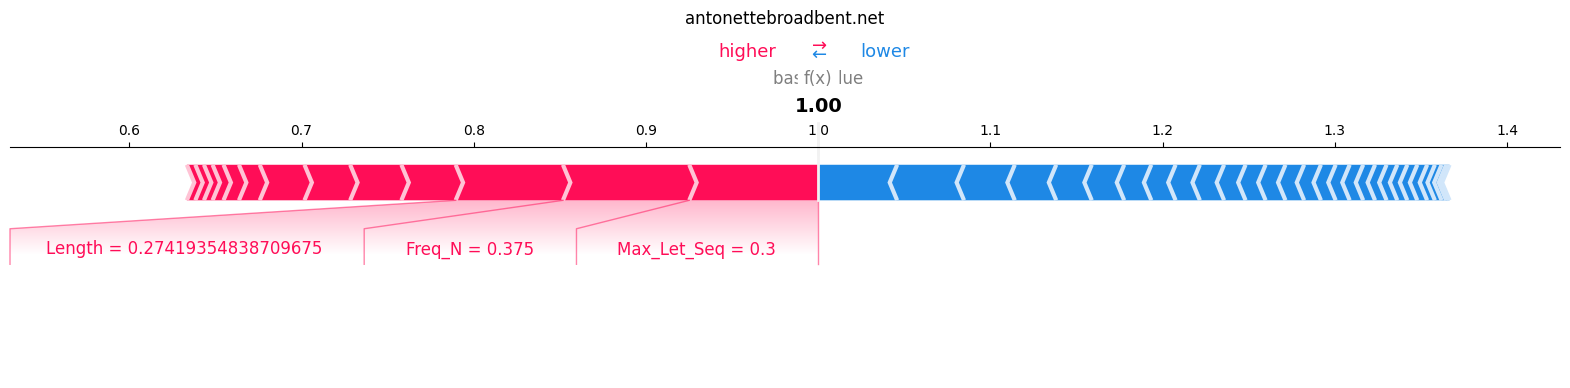 antonettebroadbent.net
higher → lower
←
f(x)
1.00
0.6 0.7 0.8 0.9 1 0 1.1 1.2 1.3 1.4
Length = 0.27419354838709675 Freq_N = 0.375 Max_Let_Seq = 0.3